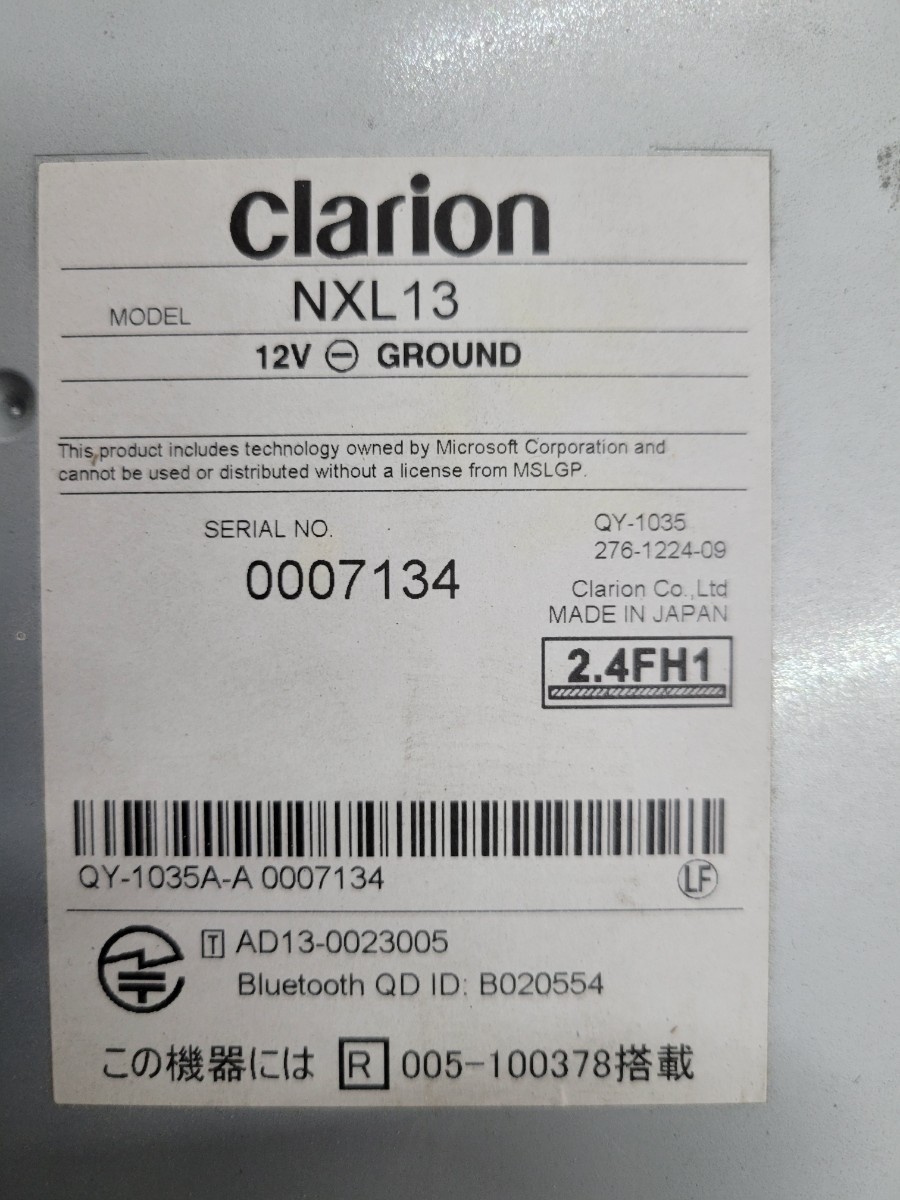 clarion
MODEL NXL13
12V ⊖ GROUND
This product includes technology owned by Microsoft Corporation and
cannot be used or distributed without a license from MSLGP.
SERIAL NO.
0007134
QY-1035
276-1224-09
Clarion Co.,Ltd
MADE IN JAPAN
2.4FH1
QY-1035A-A 0007134
LF
T AD13-0023005
Bluetooth QD ID: B020554
この機器には R 005-100378搭載